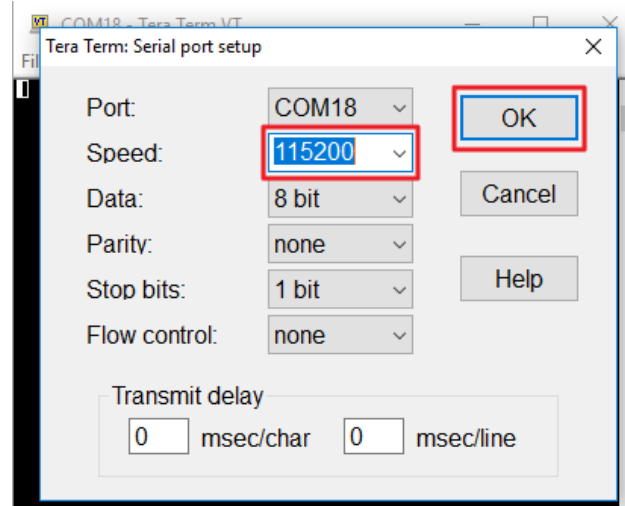 COM18 - Tera Term VT
Fil
Tera Term: Serial port setup
Port: COM18
Speed: 115200
Data: 8 bit
Parity: none
Stop bits: 1 bit
Flow control: none
OK
Cancel
Help
Transmit delay
0 msec/char 0 msec/line